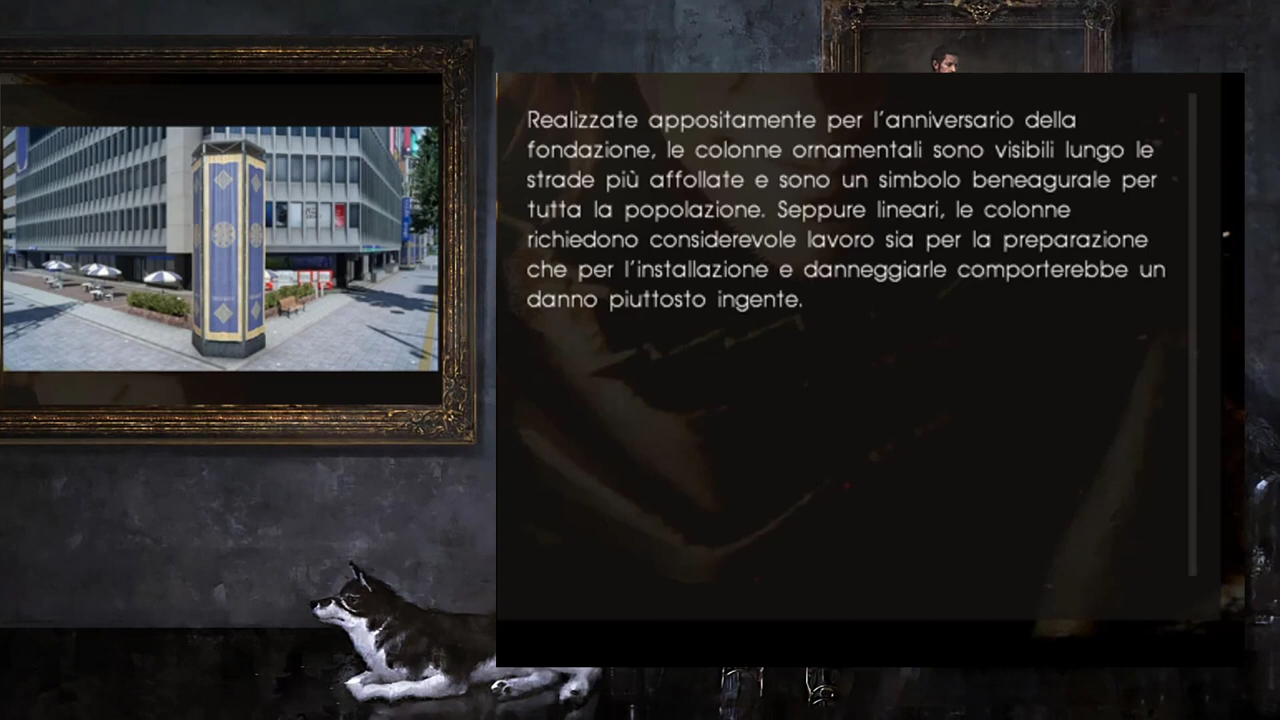 Realizzate appositamente per l'anniversario della
fondazione, le colonne ornamentali sono visibili lungo le
strade più affollate e sono un simbolo beneagurale per
tutta la popolazione. Seppure lineari, le colonne
richiedono considerevole lavoro sia per la preparazione
che per l'installazione e danneggiarle comporterebbe un
danno piuttosto ingente.